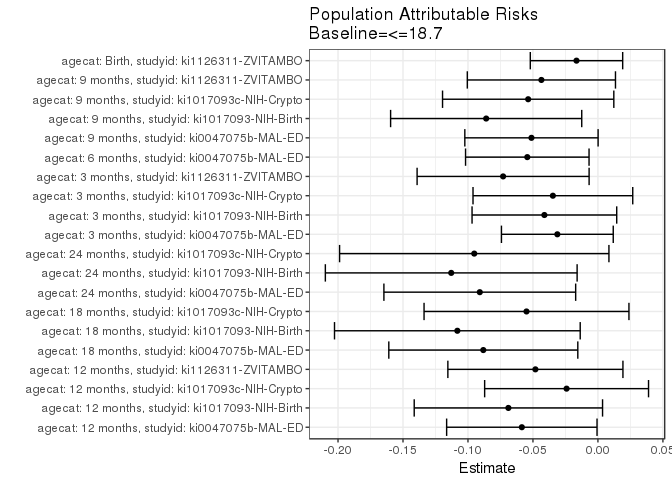 Population Attributable Risks
Baseline=<=18.7
agecat: Birth, studyid: ki1126311-ZVITAMBO
agecat: 9 months, studyid: ki1126311-ZVITAMBO
agecat: 9 months, studyid: ki1017093c-NIH-Crypto
agecat: 9 months, studyid: ki1017093-NIH-Birth
agecat: 9 months, studyid: ki0047075b-MAL-ED
agecat: 6 months, studyid: ki0047075b-MAL-ED
agecat: 3 months, studyid: ki1126311-ZVITAMBO
agecat: 3 months, studyid: ki1017093c-NIH-Crypto
agecat: 3 months, studyid: ki1017093-NIH-Birth
agecat: 3 months, studyid: ki0047075b-MAL-ED
agecat: 24 months, studyid: ki1017093c-NIH-Crypto
agecat: 24 months, studyid: ki1017093-NIH-Birth
agecat: 24 months, studyid: ki0047075b-MAL-ED
agecat: 18 months, studyid: ki1017093c-NIH-Crypto
agecat: 18 months, studyid: ki1017093-NIH-Birth
agecat: 18 months, studyid: ki0047075b-MAL-ED
agecat: 12 months, studyid: ki1126311-ZVITAMBO
agecat: 12 months, studyid: ki1017093c-NIH-Crypto
agecat: 12 months, studyid: ki1017093-NIH-Birth
agecat: 12 months, studyid: ki0047075b-MAL-ED
-0.20 -0.15 -0.10 -0.05 0.00 0.05
Estimate